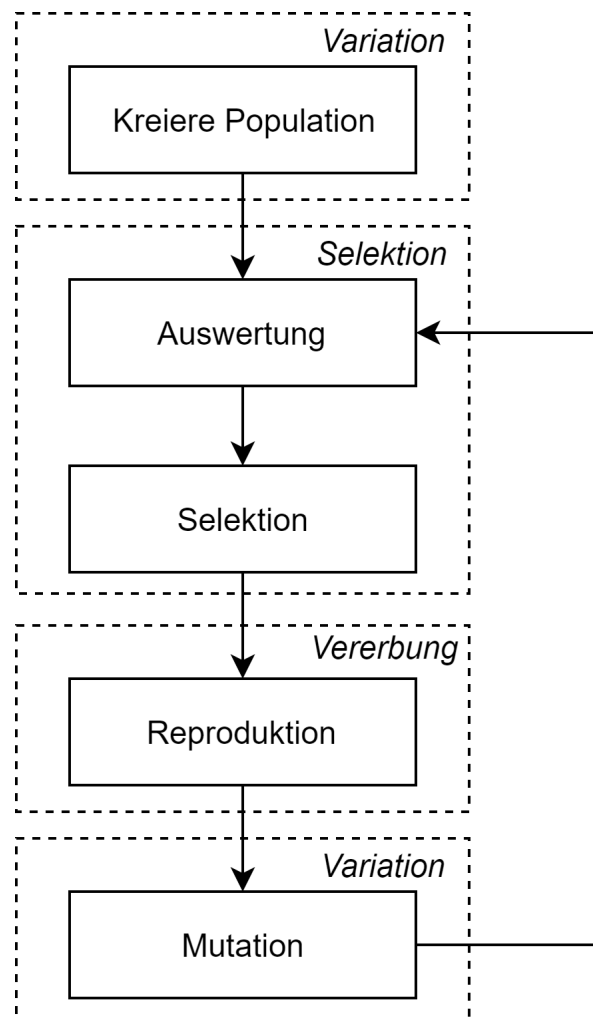 Variation
Kreiere Population
Selektion
Auswertung
Selektion
Vererbung
Reproduktion
Variation
Mutation